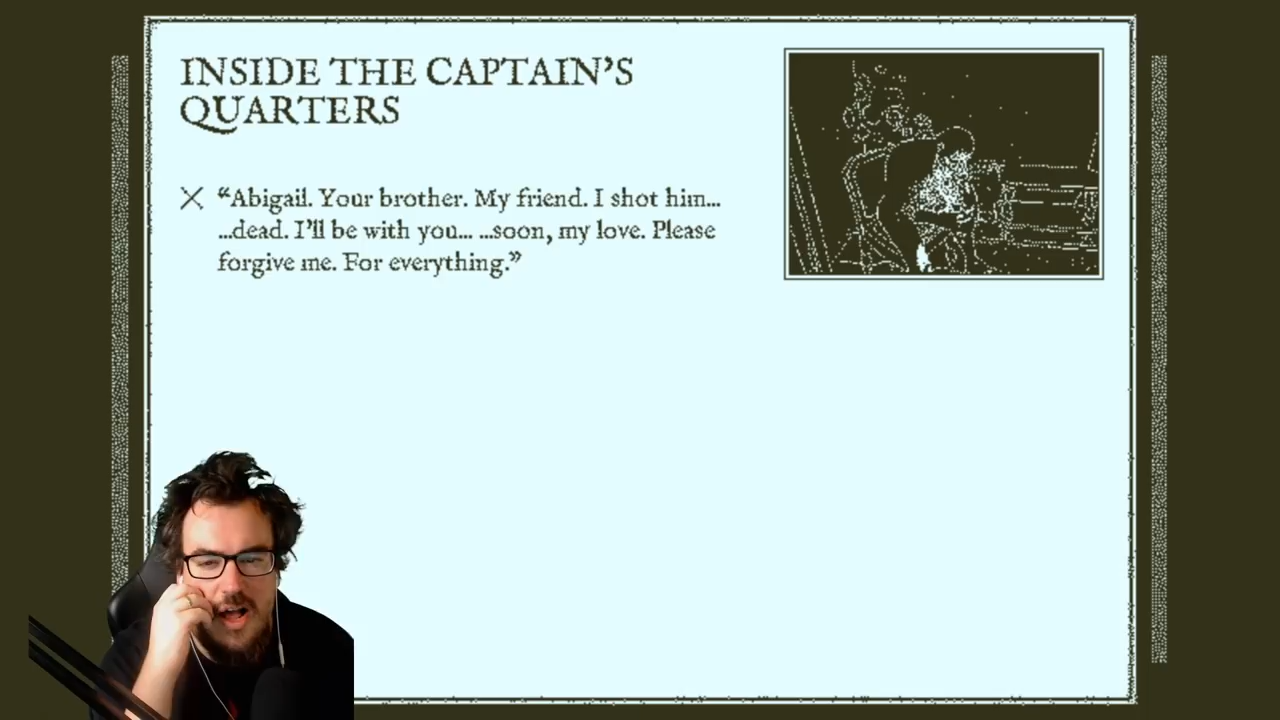 INSIDE THE CAPTAIN'S
QUARTERS
“Abigail. Your brother. My friend. I shot him...
...dead. I'll be with you... ...soon, my love. Please
forgive me. For everything.”